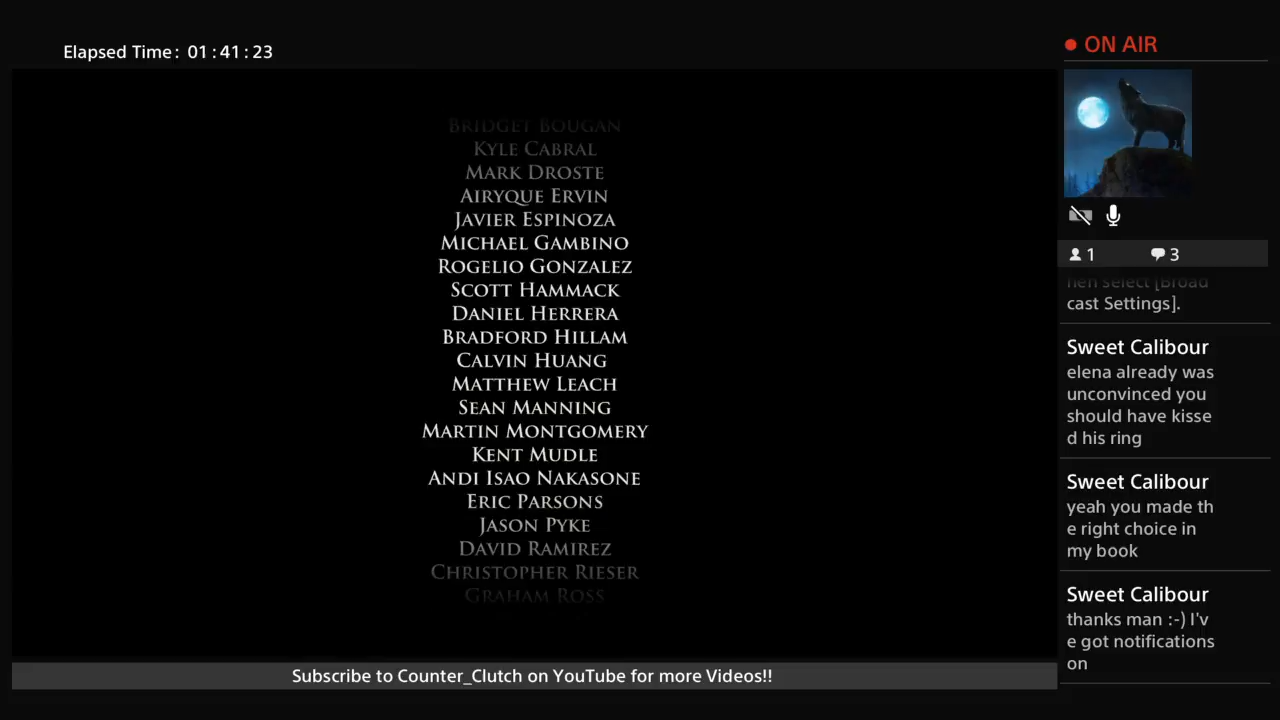 Elapsed Time: 01:41:23
ON AIR
BRIDGET BOUGAN
KYLE CABRAL
MARK DROSTE
AIRYQUE ERVIN
JAVIER ESPINOZA
MICHAEL GAMBINO
ROGELIO GONZALEZ
SCOTT HAMMACK
DANIEL HERRERA
BRADFORD HILLAM
CALVIN HUANG
MATTHEW LEACH
SEAN MANNING
MARTIN MONTGOMERY
KENT MUDLE
ANDI ISAO NAKASONE
ERIC PARSONS
JASON PYKE
DAVID RAMIREZ
CHRISTOPHER RIESER
GRAHAM ROSS
1 3
hen select [Broad
cast Settings].
Sweet Calibour
elena already was
unconvinced you
should have kisse
d his ring
Sweet Calibour
yeah you made th
e right choice in
my book
Sweet Calibour
thanks man :-) I'v
e got notifications
on
Subscribe to Counter_Clutch on YouTube for more Videos!!